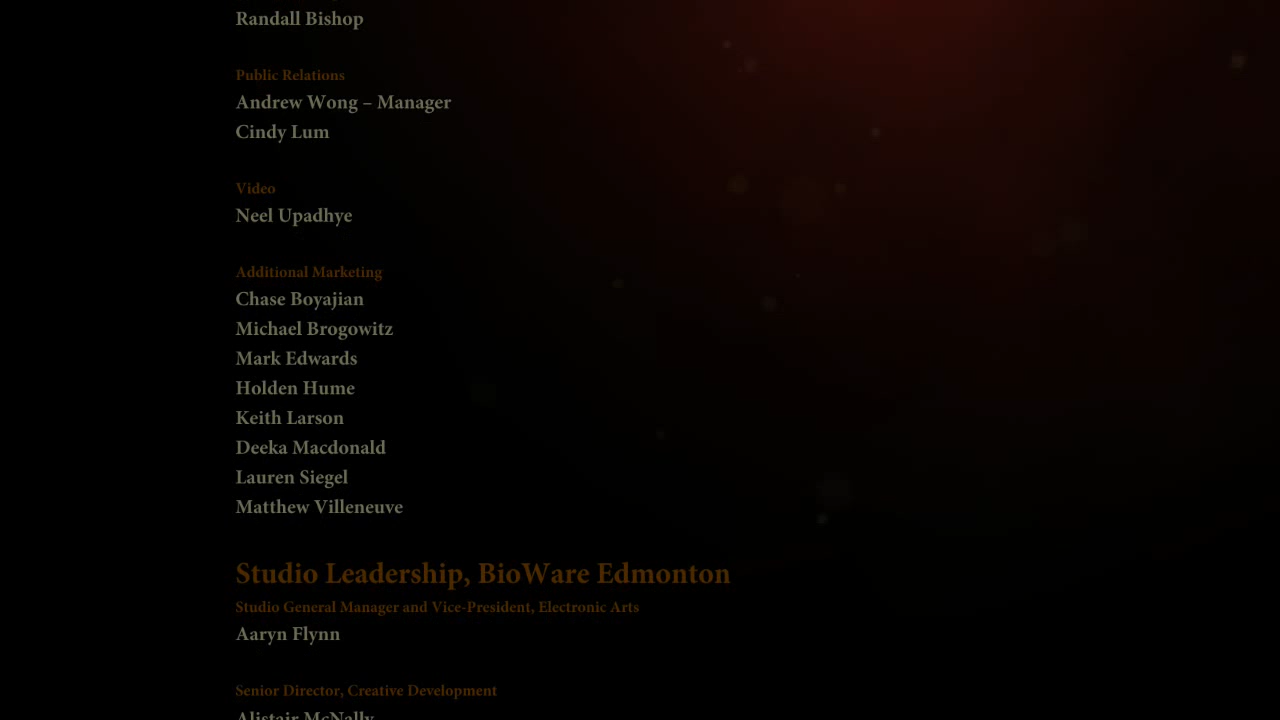 Randall Bishop
Public Relations
Andrew Wong – Manager
Cindy Lum
Video
Neel Upadhye
Additional Marketing
Chase Boyajian
Michael Brogowitz
Mark Edwards
Holden Hume
Keith Larson
Deeka Macdonald
Lauren Siegel
Matthew Villeneuve
Studio Leadership, BioWare Edmonton
Studio General Manager and Vice-President, Electronic Arts
Aaryn Flynn
Senior Director, Creative Development
Alistair McNally